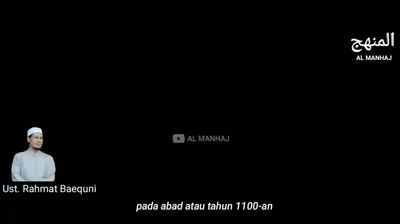 المنهج
AL MANHAJ
AL MANHAJ
Ust. Rahmat Baequni
pada abad atau tahun 1100-an